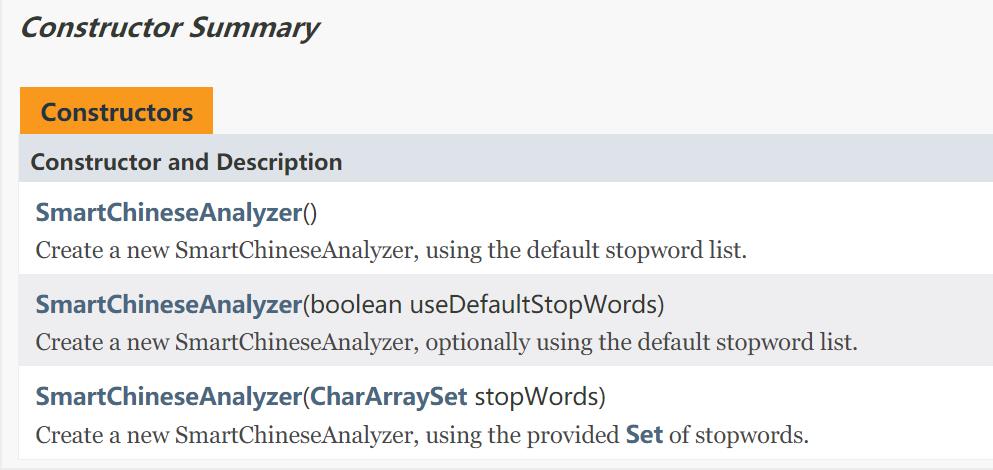 Constructor Summary
Constructors
Constructor and Description
SmartChineseAnalyzer()
Create a new SmartChineseAnalyzer, using the default stopword list.
SmartChineseAnalyzer(boolean useDefaultStopWords)
Create a new SmartChineseAnalyzer, optionally using the default stopword list.
SmartChineseAnalyzer(CharArraySet stopWords)
Create a new SmartChineseAnalyzer, using the provided Set of stopwords.